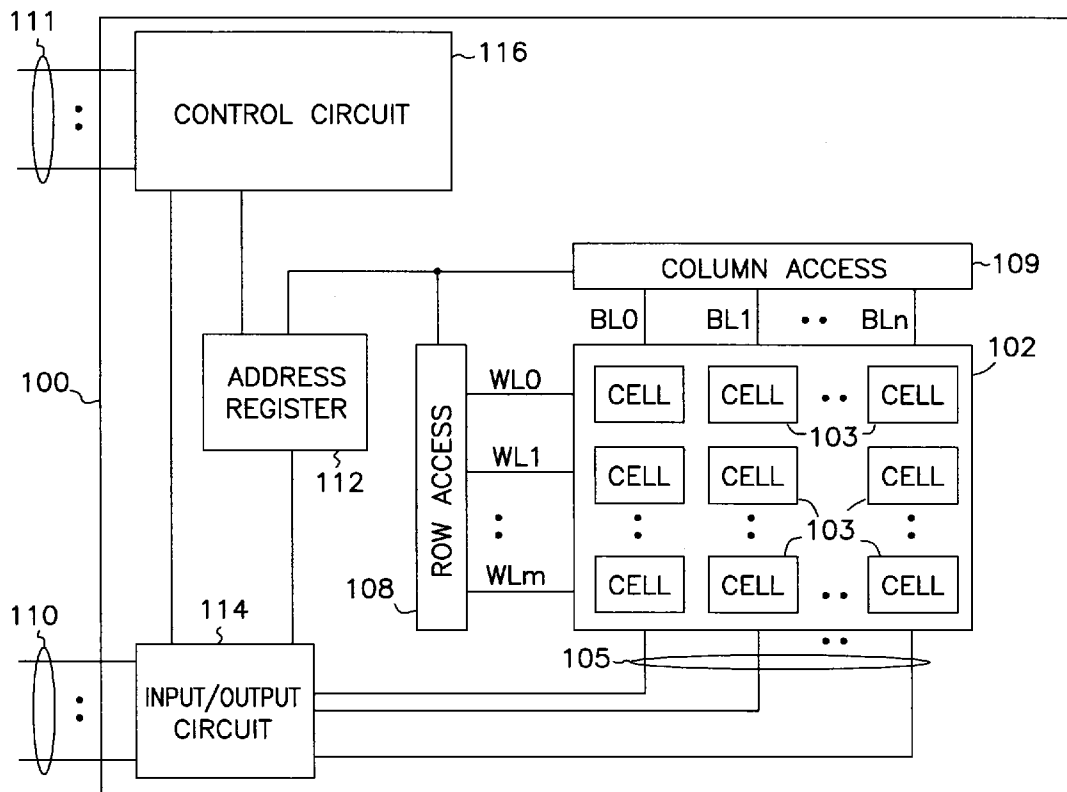 111
116
CONTROL CIRCUIT
COLUMN ACCESS
109
BL0 BL1 BLn
102
100
ADDRESS
REGISTER
112
ROW ACCESS
108
WL0
WL1
WLm
CELL CELL CELL
103
CELL CELL CELL
103
CELL CELL CELL
105
110
114
INPUT/OUTPUT
CIRCUIT